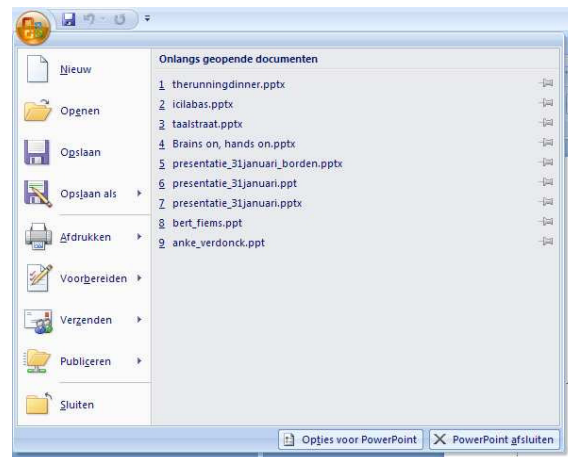 Nieuw
Openen
Opslaan
Opslaan als
Afdrukken
Voorbereiden
Verzenden
Publiceren
Sluiten
Onlangs geopende documenten
1 therunningdinner.pptx
2 icilabas.pptx
3 taalstraat.pptx
4 Brains on, hands on.pptx
5 presentatie_31januari_borden.pptx
6 presentatie_31januari.ppt
7 presentatie_31januari.pptx
8 bert_fiems.ppt
9 anke_verdonck.ppt
Opties voor PowerPoint
PowerPoint afsluiten